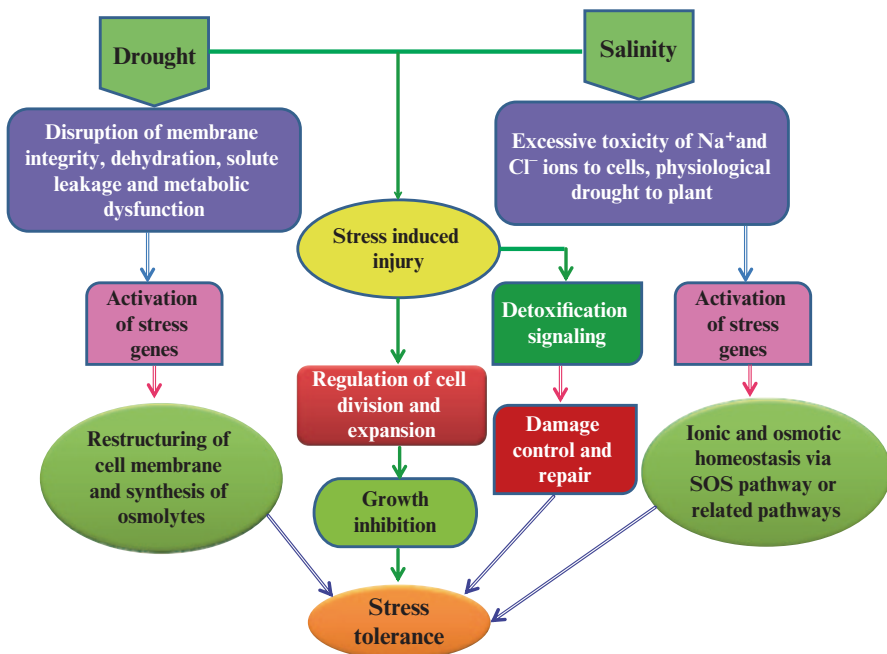 Drought
Salinity
Disruption of membrane
integrity, dehydration, solute
leakage and metabolic
dysfunction
Excessive toxicity of Na⁺and
Cl⁻ ions to cells, physiological
drought to plant
Stress induced
injury
Activation
of stress
genes
Detoxification
signaling
Activation
of stress
genes
Regulation of cell
division and
expansion
Damage
control and
repair
Restructuring of
cell membrane
and synthesis of
osmolytes
Ionic and osmotic
homeostasis via
SOS pathway or
related pathways
Growth
inhibition
Stress
tolerance